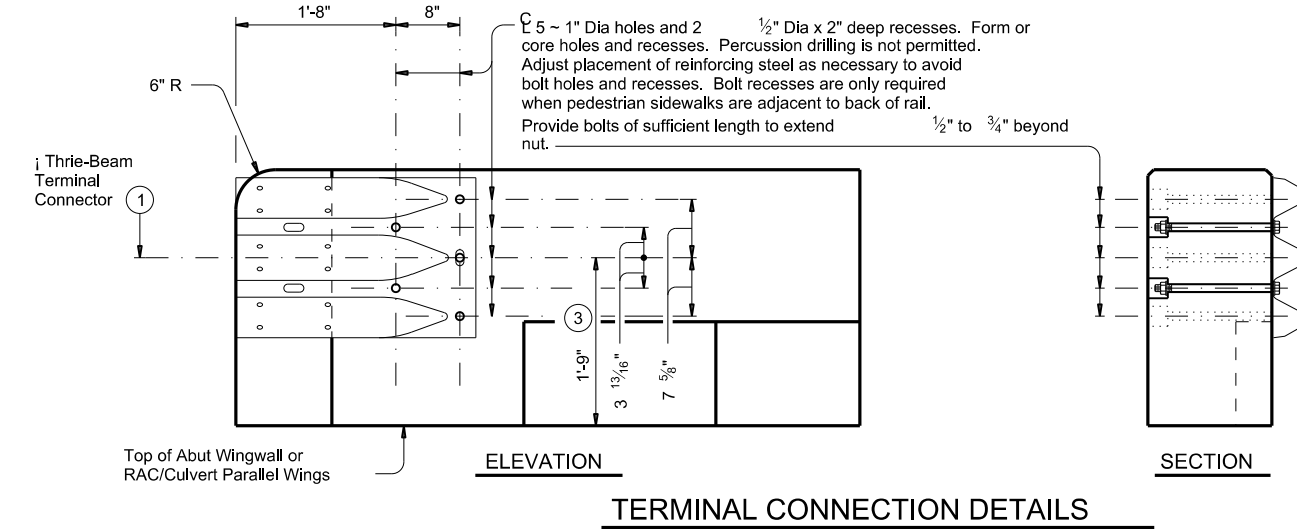 1'-8"
8"
℄ 5 ~ 1" Dia holes and 2 ½" Dia x 2" deep recesses. Form or
core holes and recesses. Percussion drilling is not permitted.
Adjust placement of reinforcing steel as necessary to avoid
bolt holes and recesses. Bolt recesses are only required
when pedestrian sidewalks are adjacent to back of rail.
Provide bolts of sufficient length to extend ½" to ¾" beyond
nut.
6" R
¡ Thrie-Beam
Terminal
Connector
1
3
1'-9"
3 13/16"
7 ⅝"
Top of Abut Wingwall or
RAC/Culvert Parallel Wings
ELEVATION
SECTION
TERMINAL CONNECTION DETAILS